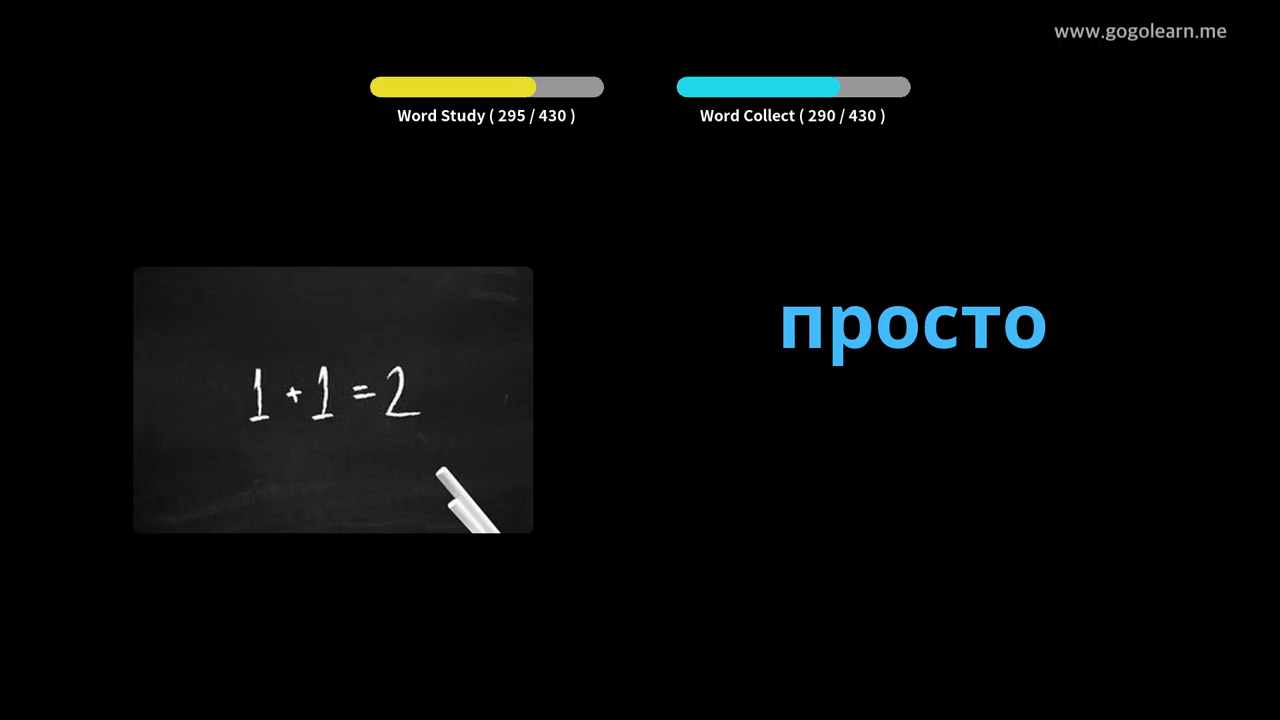 www.gogolearn.me
Word Study ( 295 / 430 )
Word Collect ( 290 / 430 )
просто
1 + 1 = 2